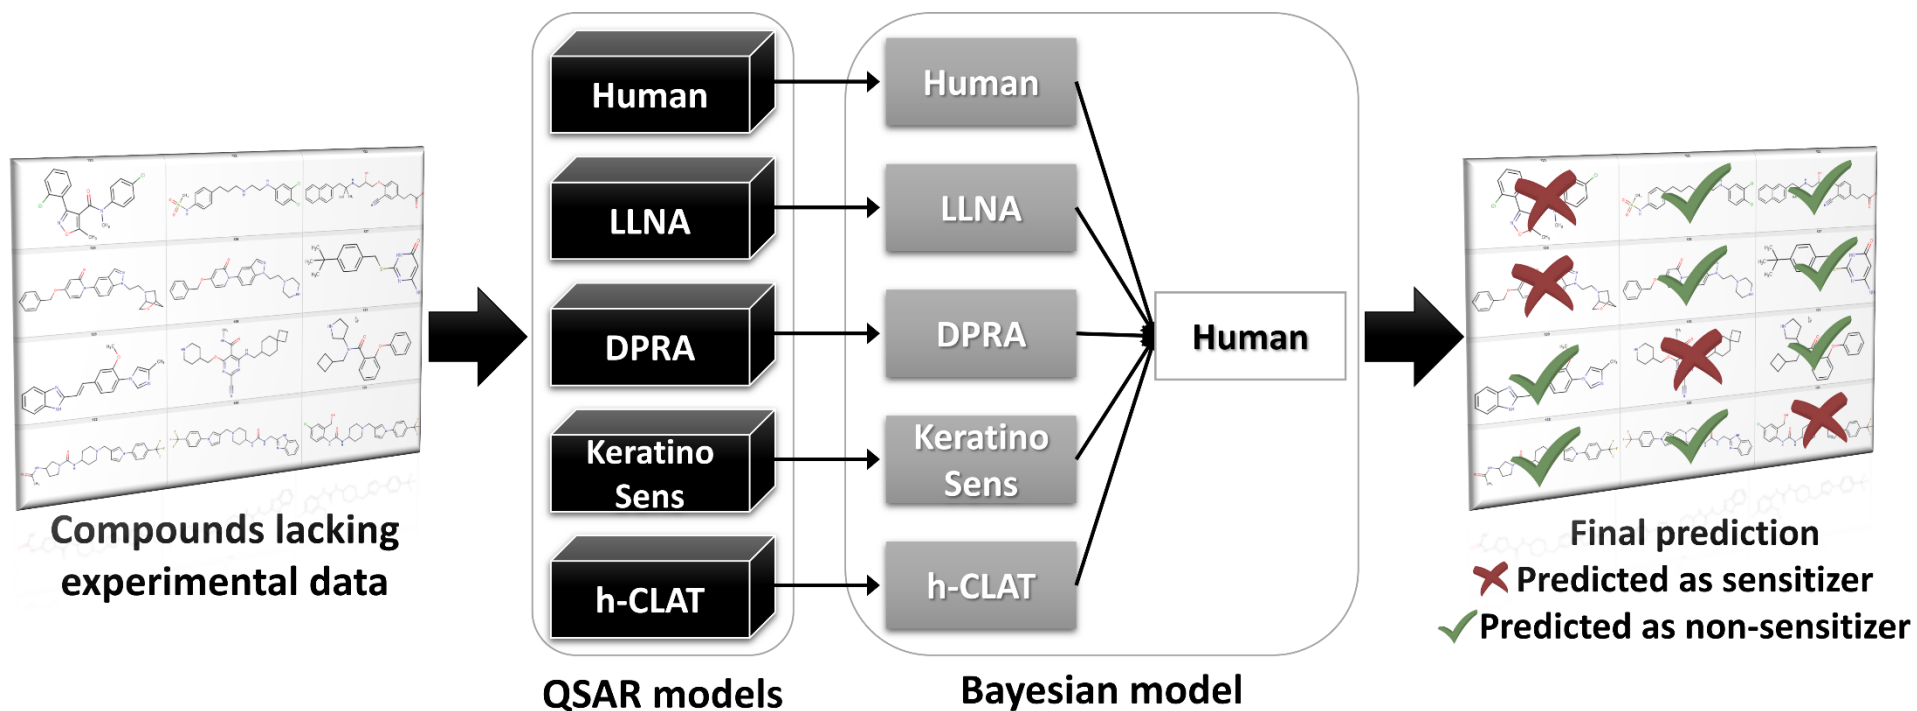 Human
LLNA
DPRA
Keratino
Sens
h-CLAT
Human
LLNA
DPRA
Keratino
Sens
h-CLAT
Human
Compounds lacking
experimental data
QSAR models
Bayesian model
Final prediction
Predicted as sensitizer
Predicted as non-sensitizer